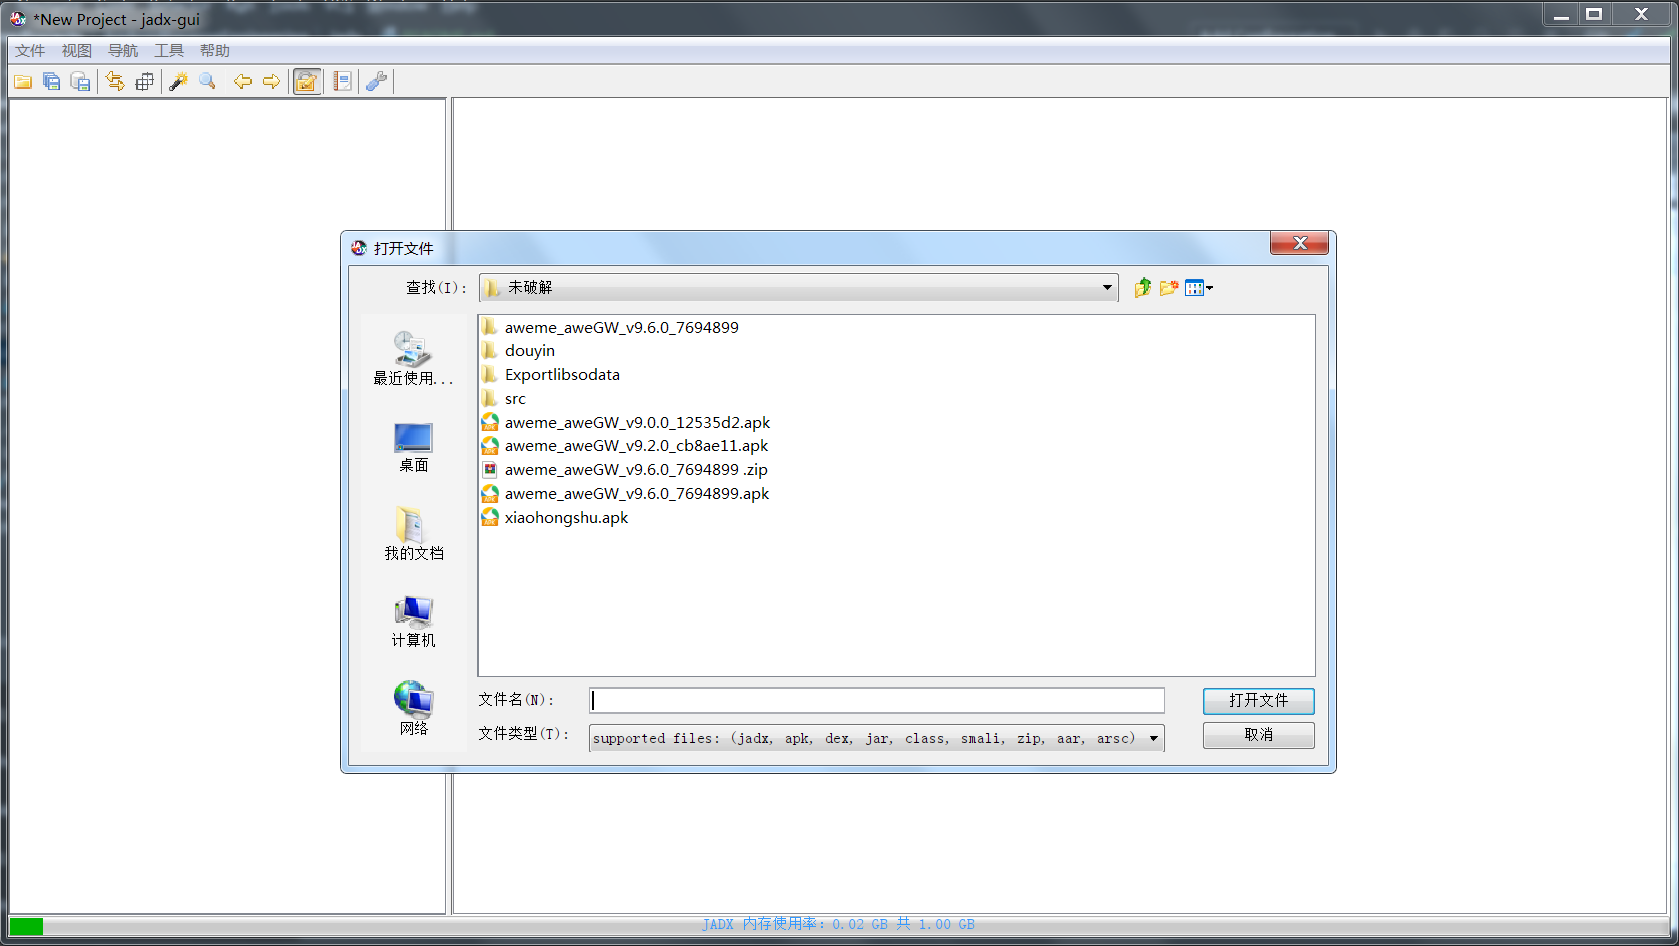 *New Project - jadx-gui
文件 视图 导航 工具 帮助
打开文件
查找(I): 未破解
最近使用...
桌面
我的文档
计算机
网络
aweme_aweGW_v9.6.0_7694899
douyin
Exportlibsodata
src
aweme_aweGW_v9.0.0_12535d2.apk
aweme_aweGW_v9.2.0_cb8ae11.apk
aweme_aweGW_v9.6.0_7694899 .zip
aweme_aweGW_v9.6.0_7694899.apk
xiaohongshu.apk
文件名(N): 打开文件
文件类型(T): supported files: (jadx, apk, dex, jar, class, smali, zip, aar, arsc) 取消
JADX 内存使用率: 0.02 GB 共 1.00 GB